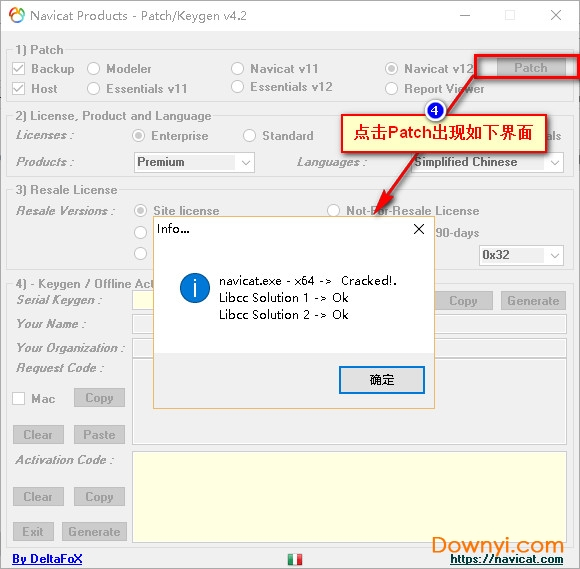 Navicat Products - Patch/Keygen v4.2
1) Patch
Backup Modeler Navicat v11 Navicat v12 Patch
Host Essentials v11 Essentials v12 Report Viewer
4
点击Patch出现如下界面
2) License, Product and Language
Licenses : Enterprise Standard als
Products : Premium Languages : Simplified Chinese
3) Resale License
Resale Versions : Site license Not-For-Resale License
90-days
0x32
Info...
navicat.exe - x64 -> Cracked!.
Libcc Solution 1 -> Ok
Libcc Solution 2 -> Ok
确定
4) - Keygen / Offline Act
Serial Keygen : Copy Generate
Your Name :
Your Organization :
Request Code :
Mac Copy
Clear Paste
Activation Code :
Clear Copy
Exit Generate
By DeltaFoX https://navicat.com
Downyi.com